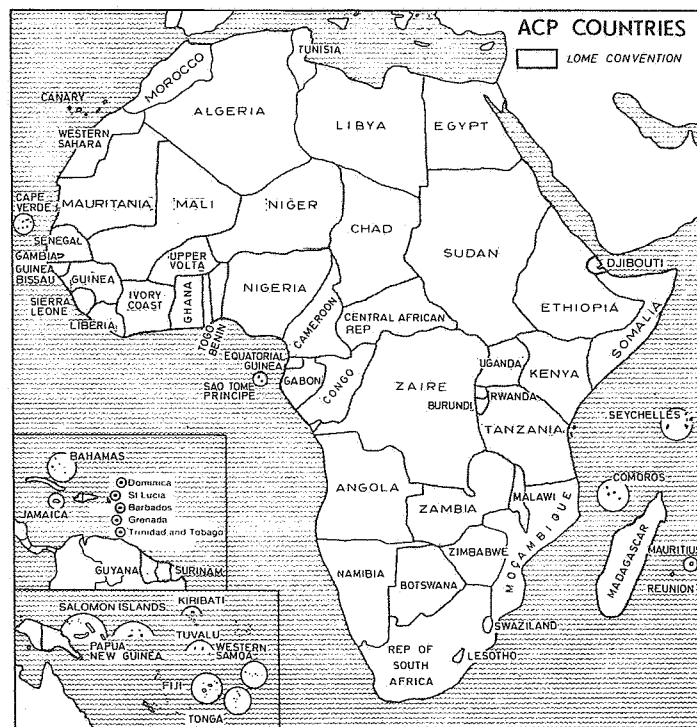 ACP COUNTRIES
LOME CONVENTION
TUNISIA
MOROCCO
CANARY
ALGERIA
LIBYA
EGYPT
WESTERN
SAHARA
CAPE
VERDE
MAURITANIA
MALI
NIGER
CHAD
SUDAN
SENEGAL
GAMBIA
GUINEA
BISSAU
GUINEA
UPPER
VOLTA
DJIBOUTI
SIERRA
LEONE
IVORY
COAST
GHANA
NIGERIA
CAMEROON
CENTRAL AFRICAN
REP
ETHIOPIA
SOMALIA
LIBERIA
TOGO
BENIN
EQUATORIAL
GUINEA
SAO TOME
PRINCIPE
GABON
CONGO
ZAIRE
UGANDA
KENYA
RWANDA
BURUNDI
TANZANIA
SEYCHELLES
BAHAMAS
Dominica
St Lucia
Barbados
Grenada
Trinidad and Tobago
JAMAICA
GUYANA
SURINAM
ANGOLA
ZAMBIA
MALAWI
MOÇAMBIQUE
COMOROS
MADAGASCAR
MAURITIUS
REUNION
ZIMBABWE
NAMIBIA
BOTSWANA
SWAZILAND
LESOTHO
REP OF
SOUTH
AFRICA
SALOMON ISLANDS
KIRIBATI
PAPUA
NEW GUINEA
TUVALU
WESTERN
SAMOA
FIJI
TONGA